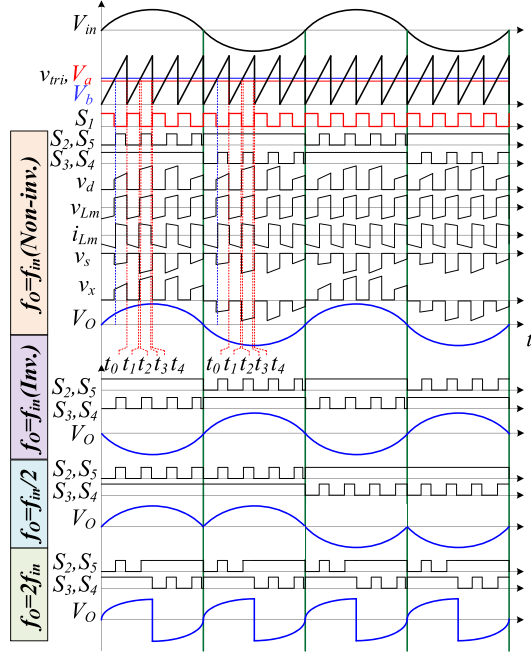 V_in
v_tri, V_a
V_b
S_1
S_2,S_5
S_3,S_4
v_d
v_Lm
i_Lm
v_s
v_x
V_O
t
f_O=f_in(Non-inv.)
t_0 t_1 t_2 t_3 t_4 t_0 t_1 t_2 t_3 t_4
f_O=f_in(Inv.)
S_2,S_5
S_3,S_4
V_O
f_O=f_in/2
S_2,S_5
S_3,S_4
V_O
f_O=2f_in
S_2,S_5
S_3,S_4
V_O